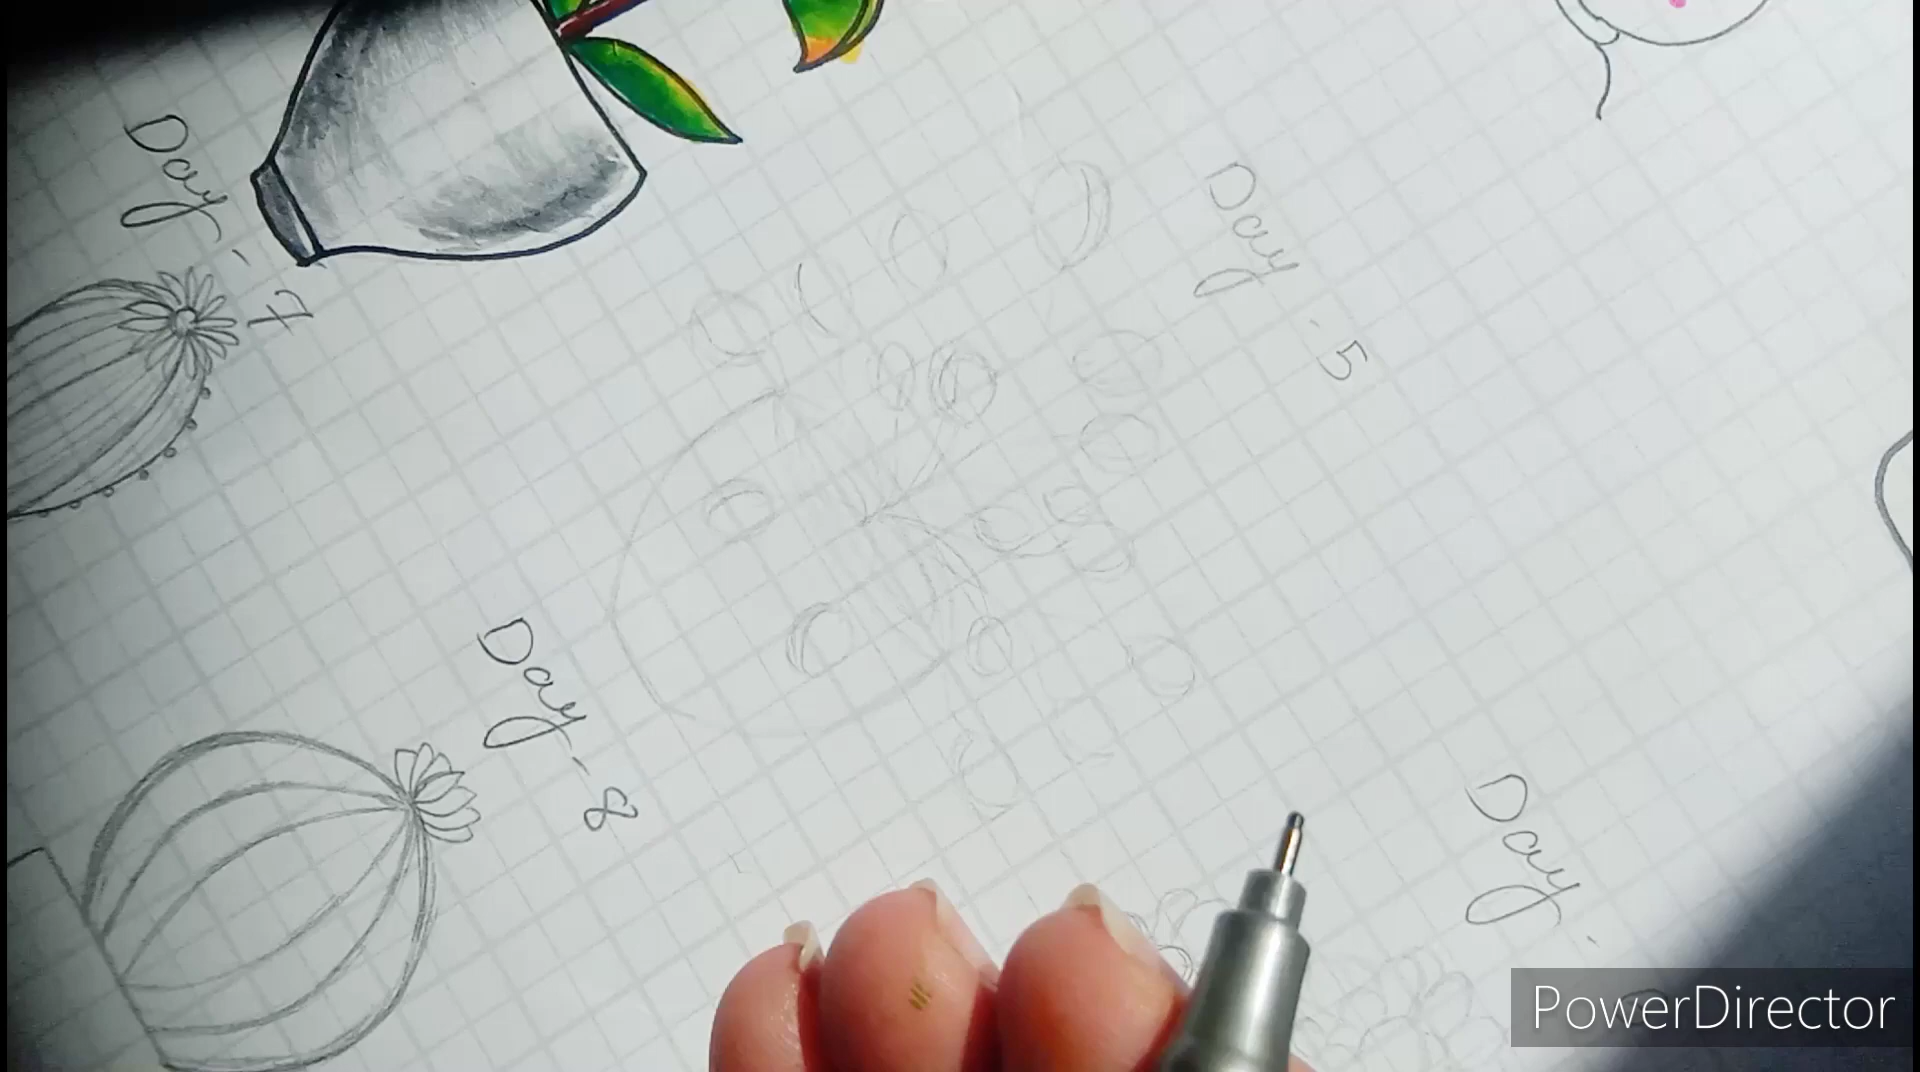 Day - 7
Day - 5
Day - 8
Day -
PowerDirector